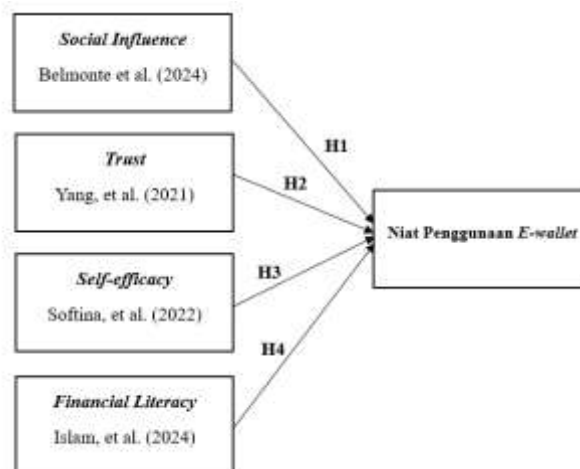 Social Influence
Belmonte et al. (2024)
H1
Trust
Yang, et al. (2021)
H2
Niat Penggunaan E-wallet
Self-efficacy
Softina, et al. (2022)
H3
H4
Financial Literacy
Islam, et al. (2024)